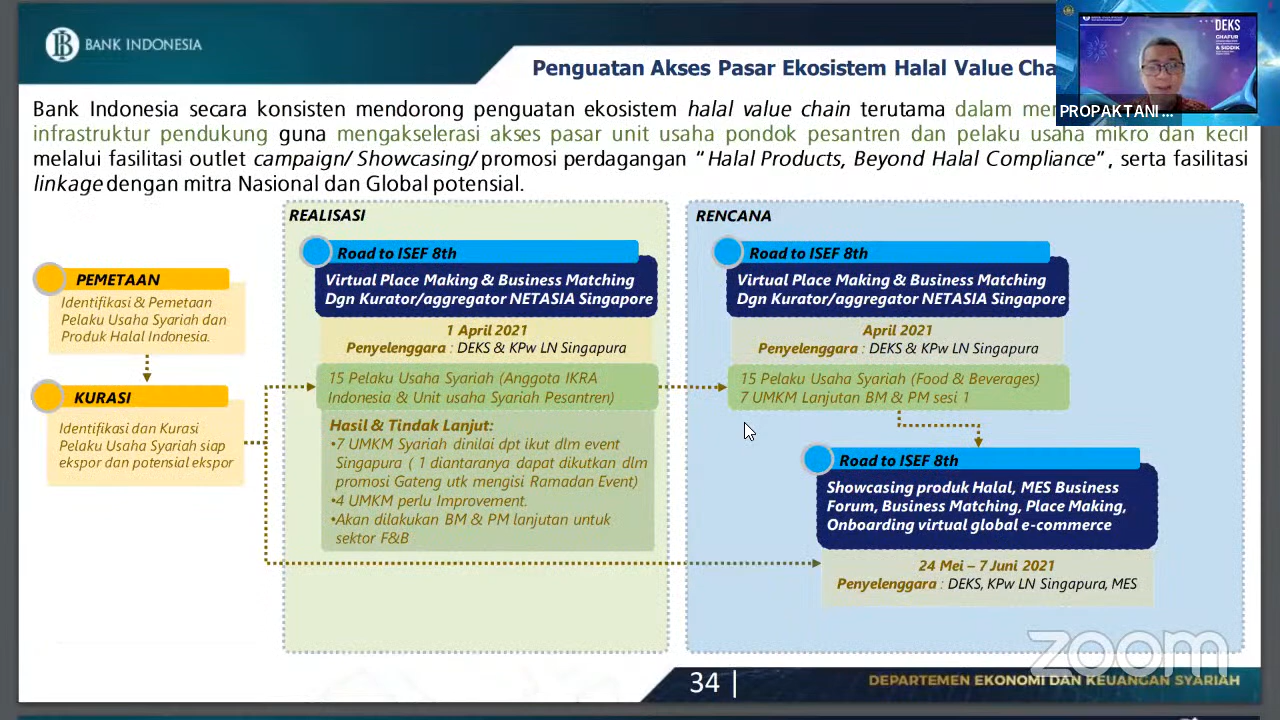 BANK INDONESIA
Penguatan Akses Pasar Ekosistem Halal Value Cha
DEKS
GHAFUR
& SIDDIK
PROPAKTANI ...
Bank Indonesia secara konsisten mendorong penguatan ekosistem halal value chain terutama dalam
infrastruktur pendukung guna mengakselerasi akses pasar unit usaha pondok pesantren dan pelaku usaha mikro dan kecil
melalui fasilitasi outlet campaign/ Showcasing/ promosi perdagangan "Halal Products, Beyond Halal Compliance", serta fasilitasi
linkage dengan mitra Nasional dan Global potensial.
PEMETAAN
Identifikasi & Pemetaan
Pelaku Usaha Syariah dan
Produk Halal Indonesia.
KURASI
Identifikasi dan Kurasi
Pelaku Usaha Syariah siap
ekspor dan potensial ekspor
REALISASI
Road to ISEF 8th
Virtual Place Making & Business Matching
Dgn Kurator/aggregator NETASIA Singapore
1 April 2021
Penyelenggara : DEKS & KPw LN Singapura
15 Pelaku Usaha Syariah (Anggota IKRA
Indonesia & Unit usaha Syariah Pesantren)
Hasil & Tindak Lanjut:
•7 UMKM Syariah dinilai dpt ikut dlm event
Singapura ( 1 diantaranya dapat dikutkan dlm
promosi Gateng utk mengisi Ramadan Event)
•4 UMKM perlu Improvement.
•Akan dilakukan BM & PM lanjutan untuk
sektor F&B
RENCANA
Road to ISEF 8th
Virtual Place Making & Business Matching
Dgn Kurator/aggregator NETASIA Singapore
April 2021
Penyelenggara : DEKS & KPw LN Singapura
15 Pelaku Usaha Syariah (Food & Beverages)
7 UMKM Lanjutan BM & PM sesi 1
Road to ISEF 8th
Showcasing produk Halal, MES Business
Forum, Business Matching, Place Making,
Onboarding virtual global e-commerce
24 Mei – 7 Juni 2021
Penyelenggara : DEKS, KPw LN Singapura, MES
zoom
34 |
DEPARTEMEN EKONOMI DAN KEUANGAN SYARIAH